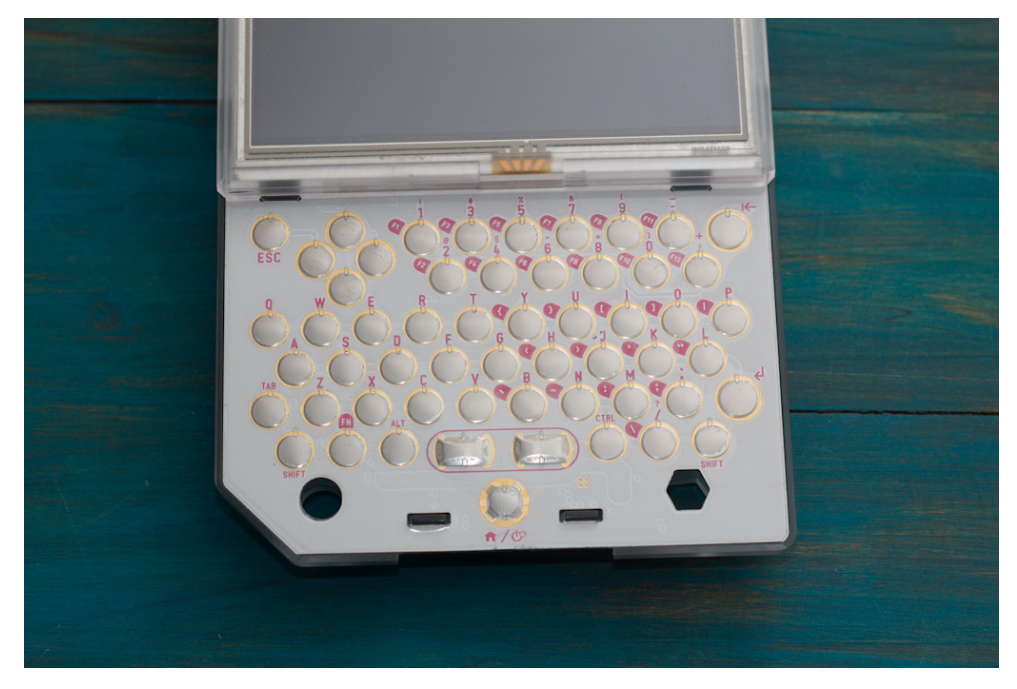 F1 1 F3 3 F5 5 F7 7 F9 9 F11
ESC F2 2 F4 4 F6 6 F8 8 F10 0 F12 +
Q W E R T { Y } U [ I ] O | P
A S D F G < H > J K " L
TAB Z X C V B N : M ;
SHIFT FN ALT CTRL \ / ? SHIFT
/